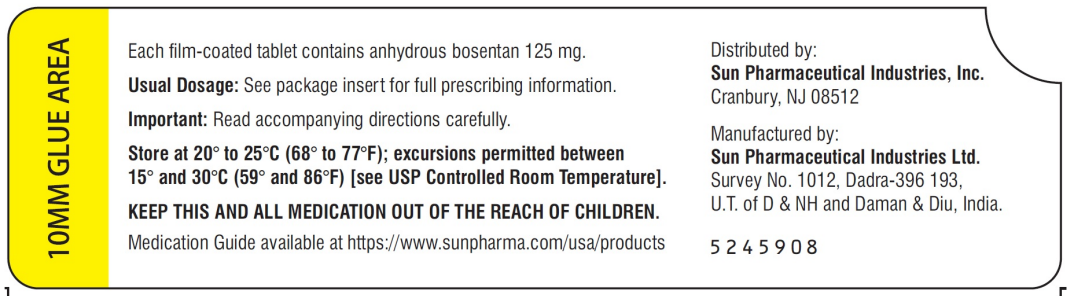 10MM GLUE AREA
Each film-coated tablet contains anhydrous bosentan 125 mg.
Usual Dosage: See package insert for full prescribing information.
Important: Read accompanying directions carefully.
Store at 20° to 25°C (68° to 77°F); excursions permitted between
15° and 30°C (59° and 86°F) [see USP Controlled Room Temperature].
KEEP THIS AND ALL MEDICATION OUT OF THE REACH OF CHILDREN.
Medication Guide available at https://www.sunpharma.com/usa/products
Distributed by:
Sun Pharmaceutical Industries, Inc.
Cranbury, NJ 08512
Manufactured by:
Sun Pharmaceutical Industries Ltd.
Survey No. 1012, Dadra-396 193,
U.T. of D & NH and Daman & Diu, India.
5245908